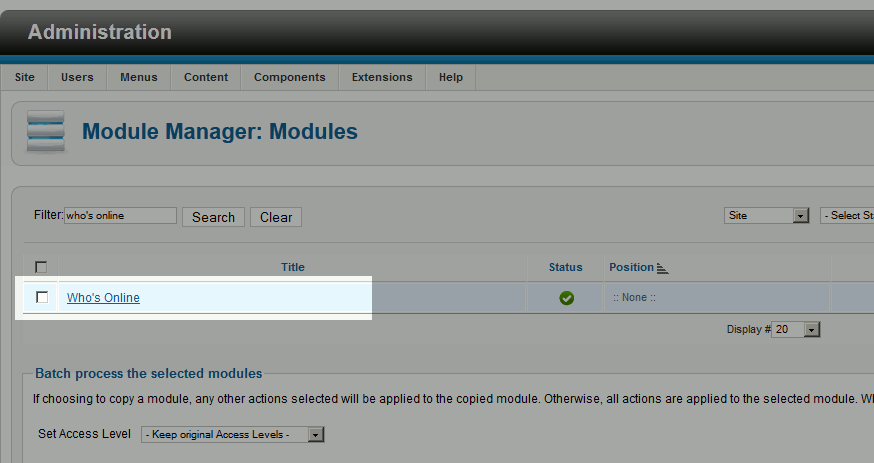 Administration
Site Users Menus Content Components Extensions Help
Module Manager: Modules
Filter: who's online Search Clear Site - Select Sta
Title Status Position
Who's Online :: None ::
Display # 20
Batch process the selected modules
If choosing to copy a module, any other actions selected will be applied to the copied module. Otherwise, all actions are applied to the selected module. Wh
Set Access Level - Keep original Access Levels -